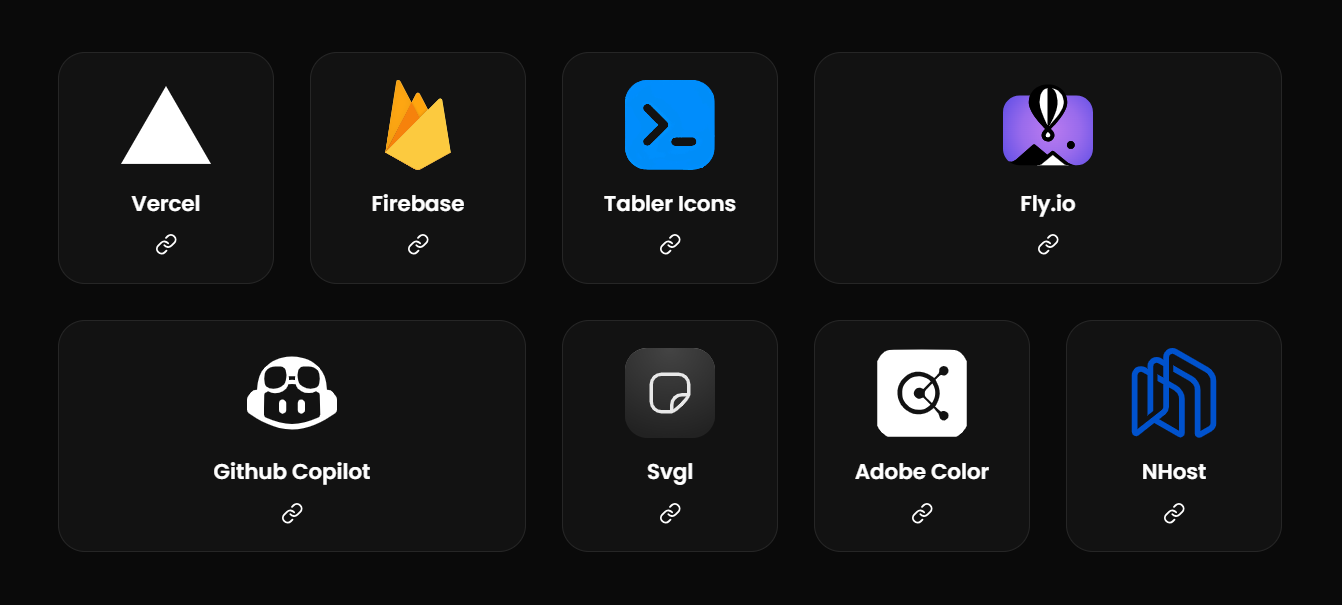 Vercel
Firebase
Tabler Icons
Fly.io
Github Copilot
Svgl
Adobe Color
NHost